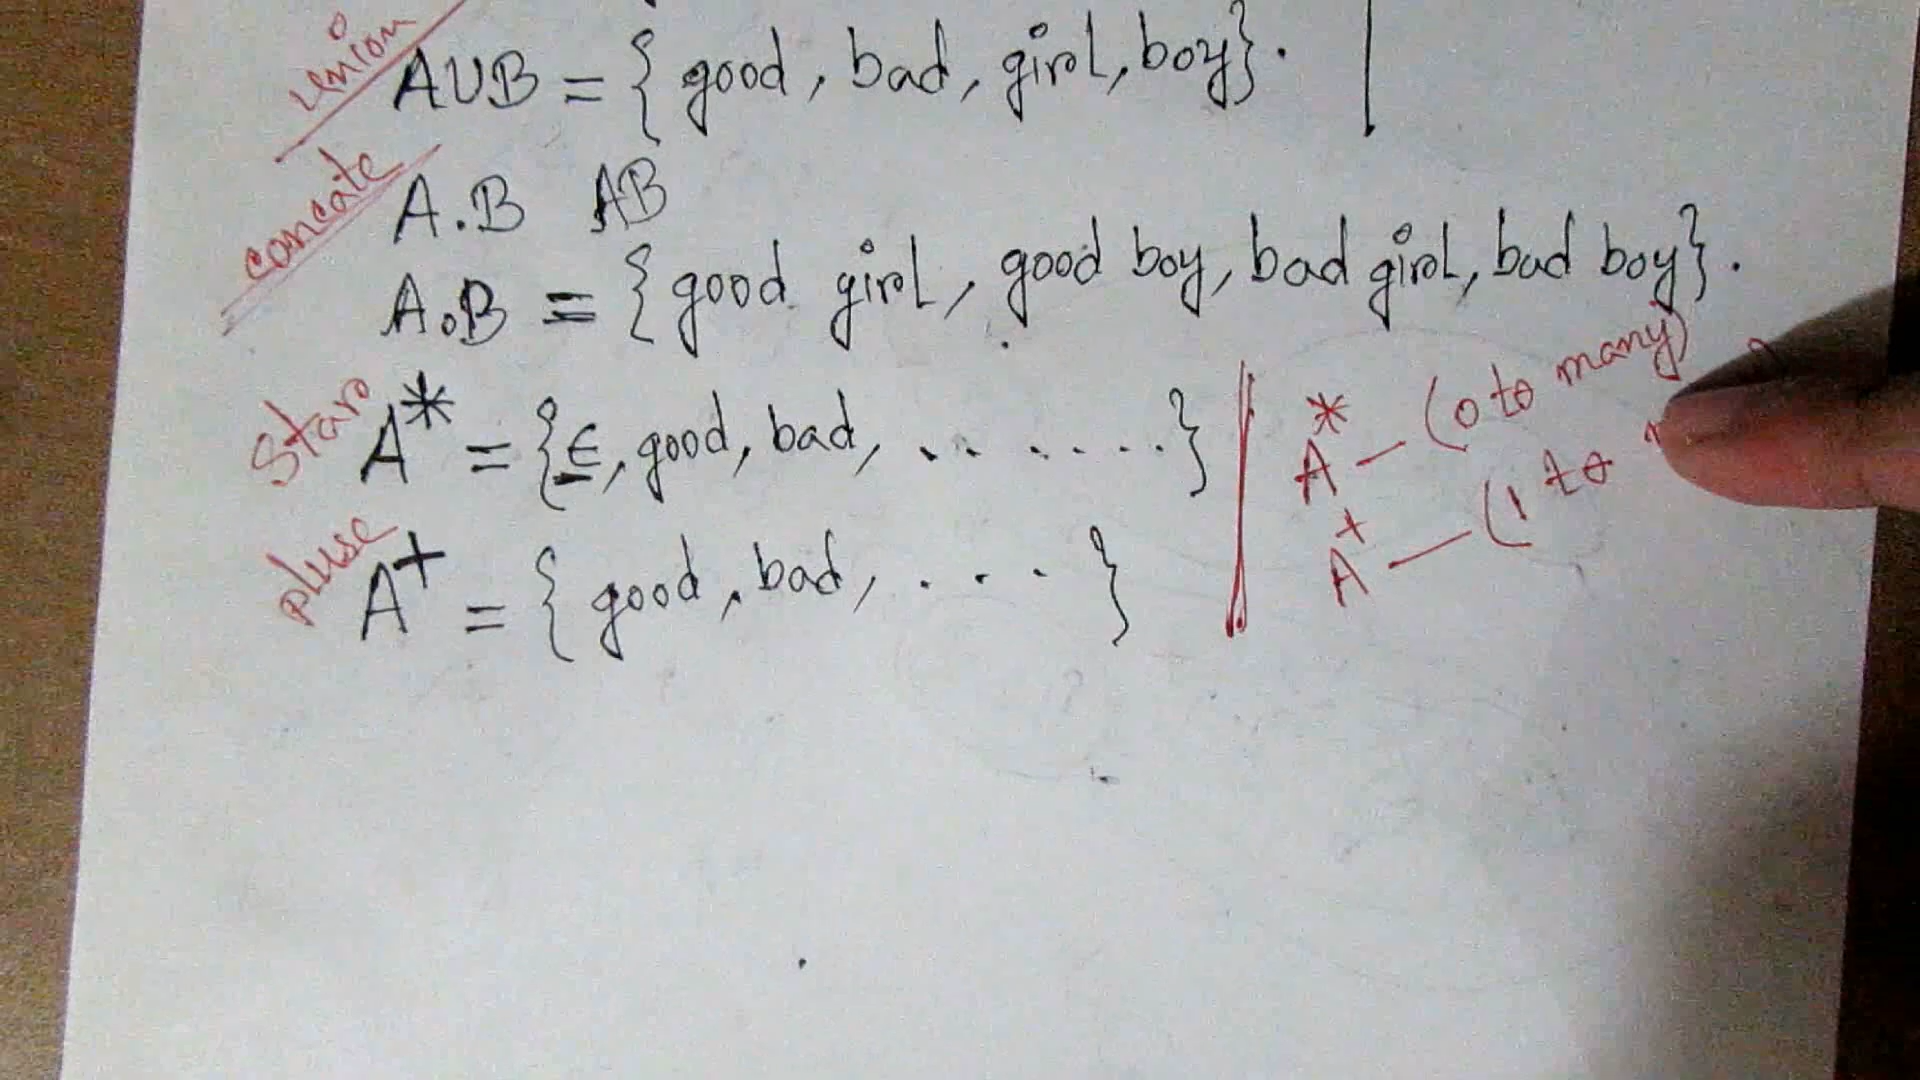 union
A∪B = { good, bad, girl, boy}.
concate
A.B AB
A∘B = { good girl, good boy, bad girl, bad boy}.
Star
A* = {ε, good, bad, . . . . . . . }
A* — (0 to many)
pluse
A+ = { good, bad, . . . }
A+ — (1 to